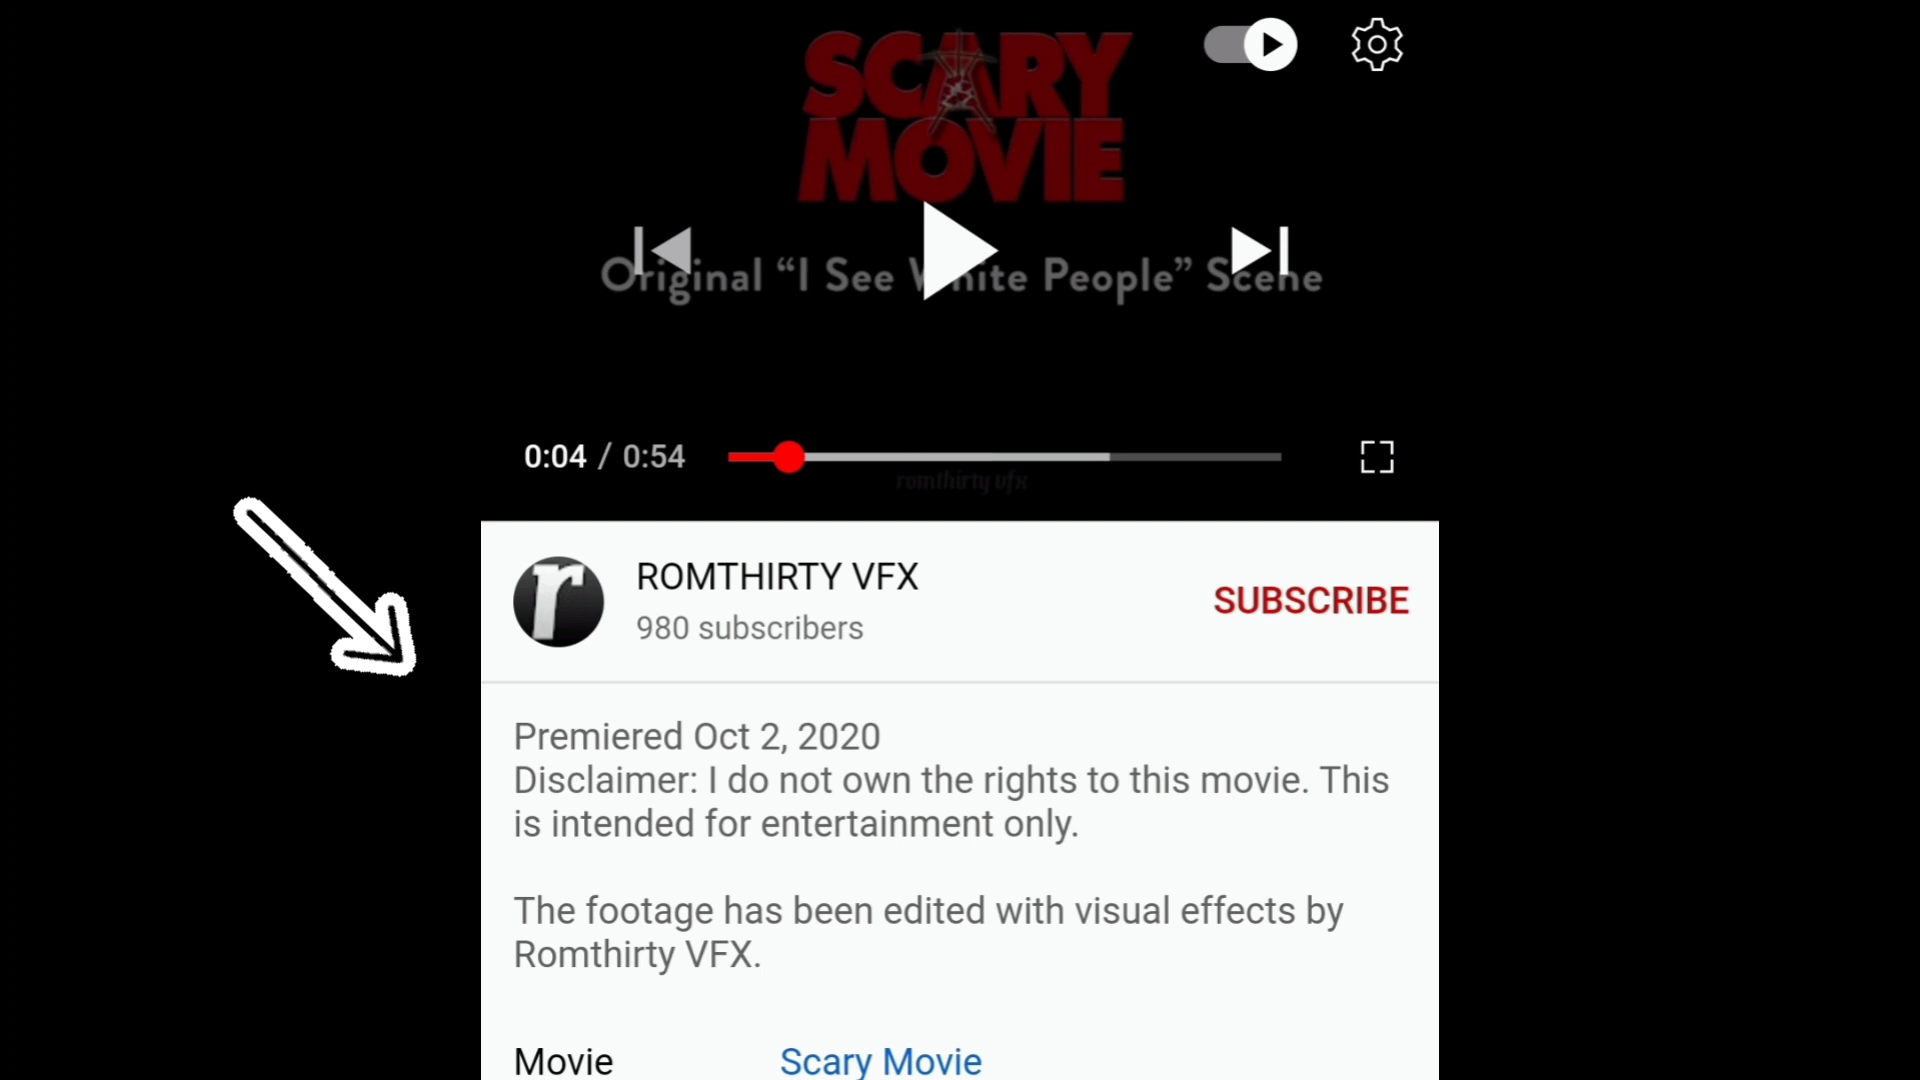 SCARY
MOVIE
Original “I See White People” Scene
0:04 / 0:54
romthirty vfx
r
ROMTHIRTY VFX
980 subscribers
SUBSCRIBE
Premiered Oct 2, 2020
Disclaimer: I do not own the rights to this movie. This
is intended for entertainment only.
The footage has been edited with visual effects by
Romthirty VFX.
Movie Scary Movie